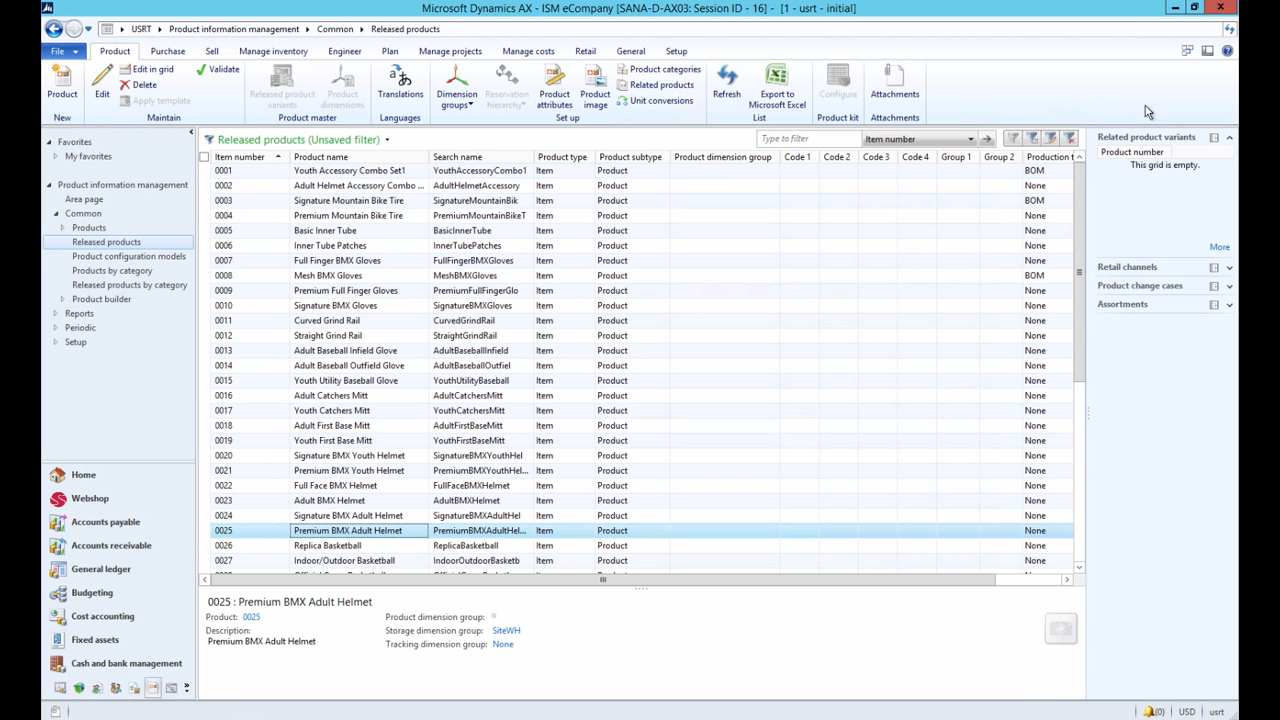 Microsoft Dynamics AX - ISM eCompany [SANA-D-AX03: Session ID - 16] - [1 - usrt - initial]
USRT Product information management Common Released products
File Product Purchase Sell Manage inventory Engineer Plan Manage projects Manage costs Retail General Setup
Product
New
Edit
Edit in grid
Delete
Apply template
Validate
Maintain
Released product variants
Product dimensions
Product master
Translations
Languages
Dimension groups
Reservation hierarchy
Product attributes
Product image
Product categories
Related products
Unit conversions
Set up
Refresh
Export to Microsoft Excel
List
Configure
Product kit
Attachments
Attachments
Favorites
My favorites
Product information management
Area page
Common
Products
Released products
Product configuration models
Products by category
Released products by category
Product builder
Reports
Periodic
Setup
Home
Webshop
Accounts payable
Accounts receivable
General ledger
Budgeting
Cost accounting
Fixed assets
Cash and bank management
Released products (Unsaved filter)
Type to filter Item number
Item number Product name Search name Product type Product subtype Product dimension group Code 1 Code 2 Code 3 Code 4 Group 1 Group 2 Production t
0001 Youth Accessory Combo Set1 YouthAccessoryCombo1 Item Product BOM
0002 Adult Helmet Accessory Combo ... AdultHelmetAccessory Item Product None
0003 Signature Mountain Bike Tire SignatureMountainBik Item Product BOM
0004 Premium Mountain Bike Tire PremiumMountainBikeT Item Product None
0005 Basic Inner Tube BasicInnerTube Item Product None
0006 Inner Tube Patches InnerTubePatches Item Product None
0007 Full Finger BMX Gloves FullFingerBMXGloves Item Product None
0008 Mesh BMX Gloves MeshBMXGloves Item Product BOM
0009 Premium Full Finger Gloves PremiumFullFingerGlo Item Product None
0010 Signature BMX Gloves SignatureBMXGloves Item Product None
0011 Curved Grind Rail CurvedGrindRail Item Product None
0012 Straight Grind Rail StraightGrindRail Item Product None
0013 Adult Baseball Infield Glove AdultBaseballInfield Item Product None
0014 Adult Baseball Outfield Glove AdultBaseballOutfiel Item Product None
0015 Youth Utility Baseball Glove YouthUtilityBaseball Item Product None
0016 Adult Catchers Mitt AdultCatchersMitt Item Product None
0017 Youth Catchers Mitt YouthCatchersMitt Item Product None
0018 Adult First Base Mitt AdultFirstBaseMitt Item Product None
0019 Youth First Base Mitt YouthFirstBaseMitt Item Product None
0020 Signature BMX Youth Helmet SignatureBMXYouthHel Item Product None
0021 Premium BMX Youth Helmet PremiumBMXYouthHel... Item Product None
0022 Full Face BMX Helmet FullFaceBMXHelmet Item Product None
0023 Adult BMX Helmet AdultBMXHelmet Item Product None
0024 Signature BMX Adult Helmet SignatureBMXAdultHel Item Product None
0025 Premium BMX Adult Helmet PremiumBMXAdultHel... Item Product None
0026 Replica Basketball ReplicaBasketball Item Product None
0027 Indoor/Outdoor Basketball IndoorOutdoorBasketb Item Product None
0025 : Premium BMX Adult Helmet
Product: 0025
Description:
Premium BMX Adult Helmet
Product dimension group:
Storage dimension group: SiteWH
Tracking dimension group: None
Related product variants
Product number
This grid is empty.
More
Retail channels
Product change cases
Assortments
(0) USD usrt